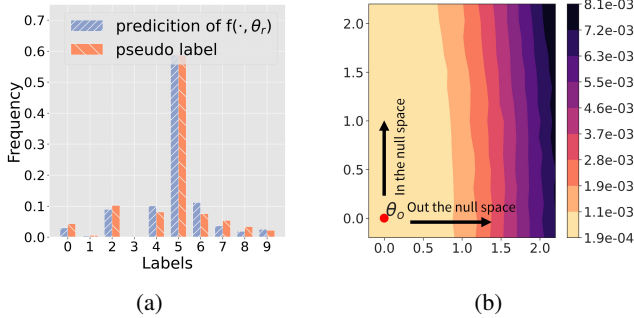 predicition of f(·, θr)
pseudo label
Frequency
0.7
0.6
0.5
0.4
0.3
0.2
0.1
0.0
0 1 2 3 4 5 6 7 8 9
Labels
(a)
2.0
1.5
1.0
0.5
0.0
In the null space
θo Out the null space
0.0 0.5 1.0 1.5 2.0
8.1e-03
7.2e-03
6.3e-03
5.4e-03
4.6e-03
3.7e-03
2.8e-03
1.9e-03
1.1e-03
1.9e-04
(b)